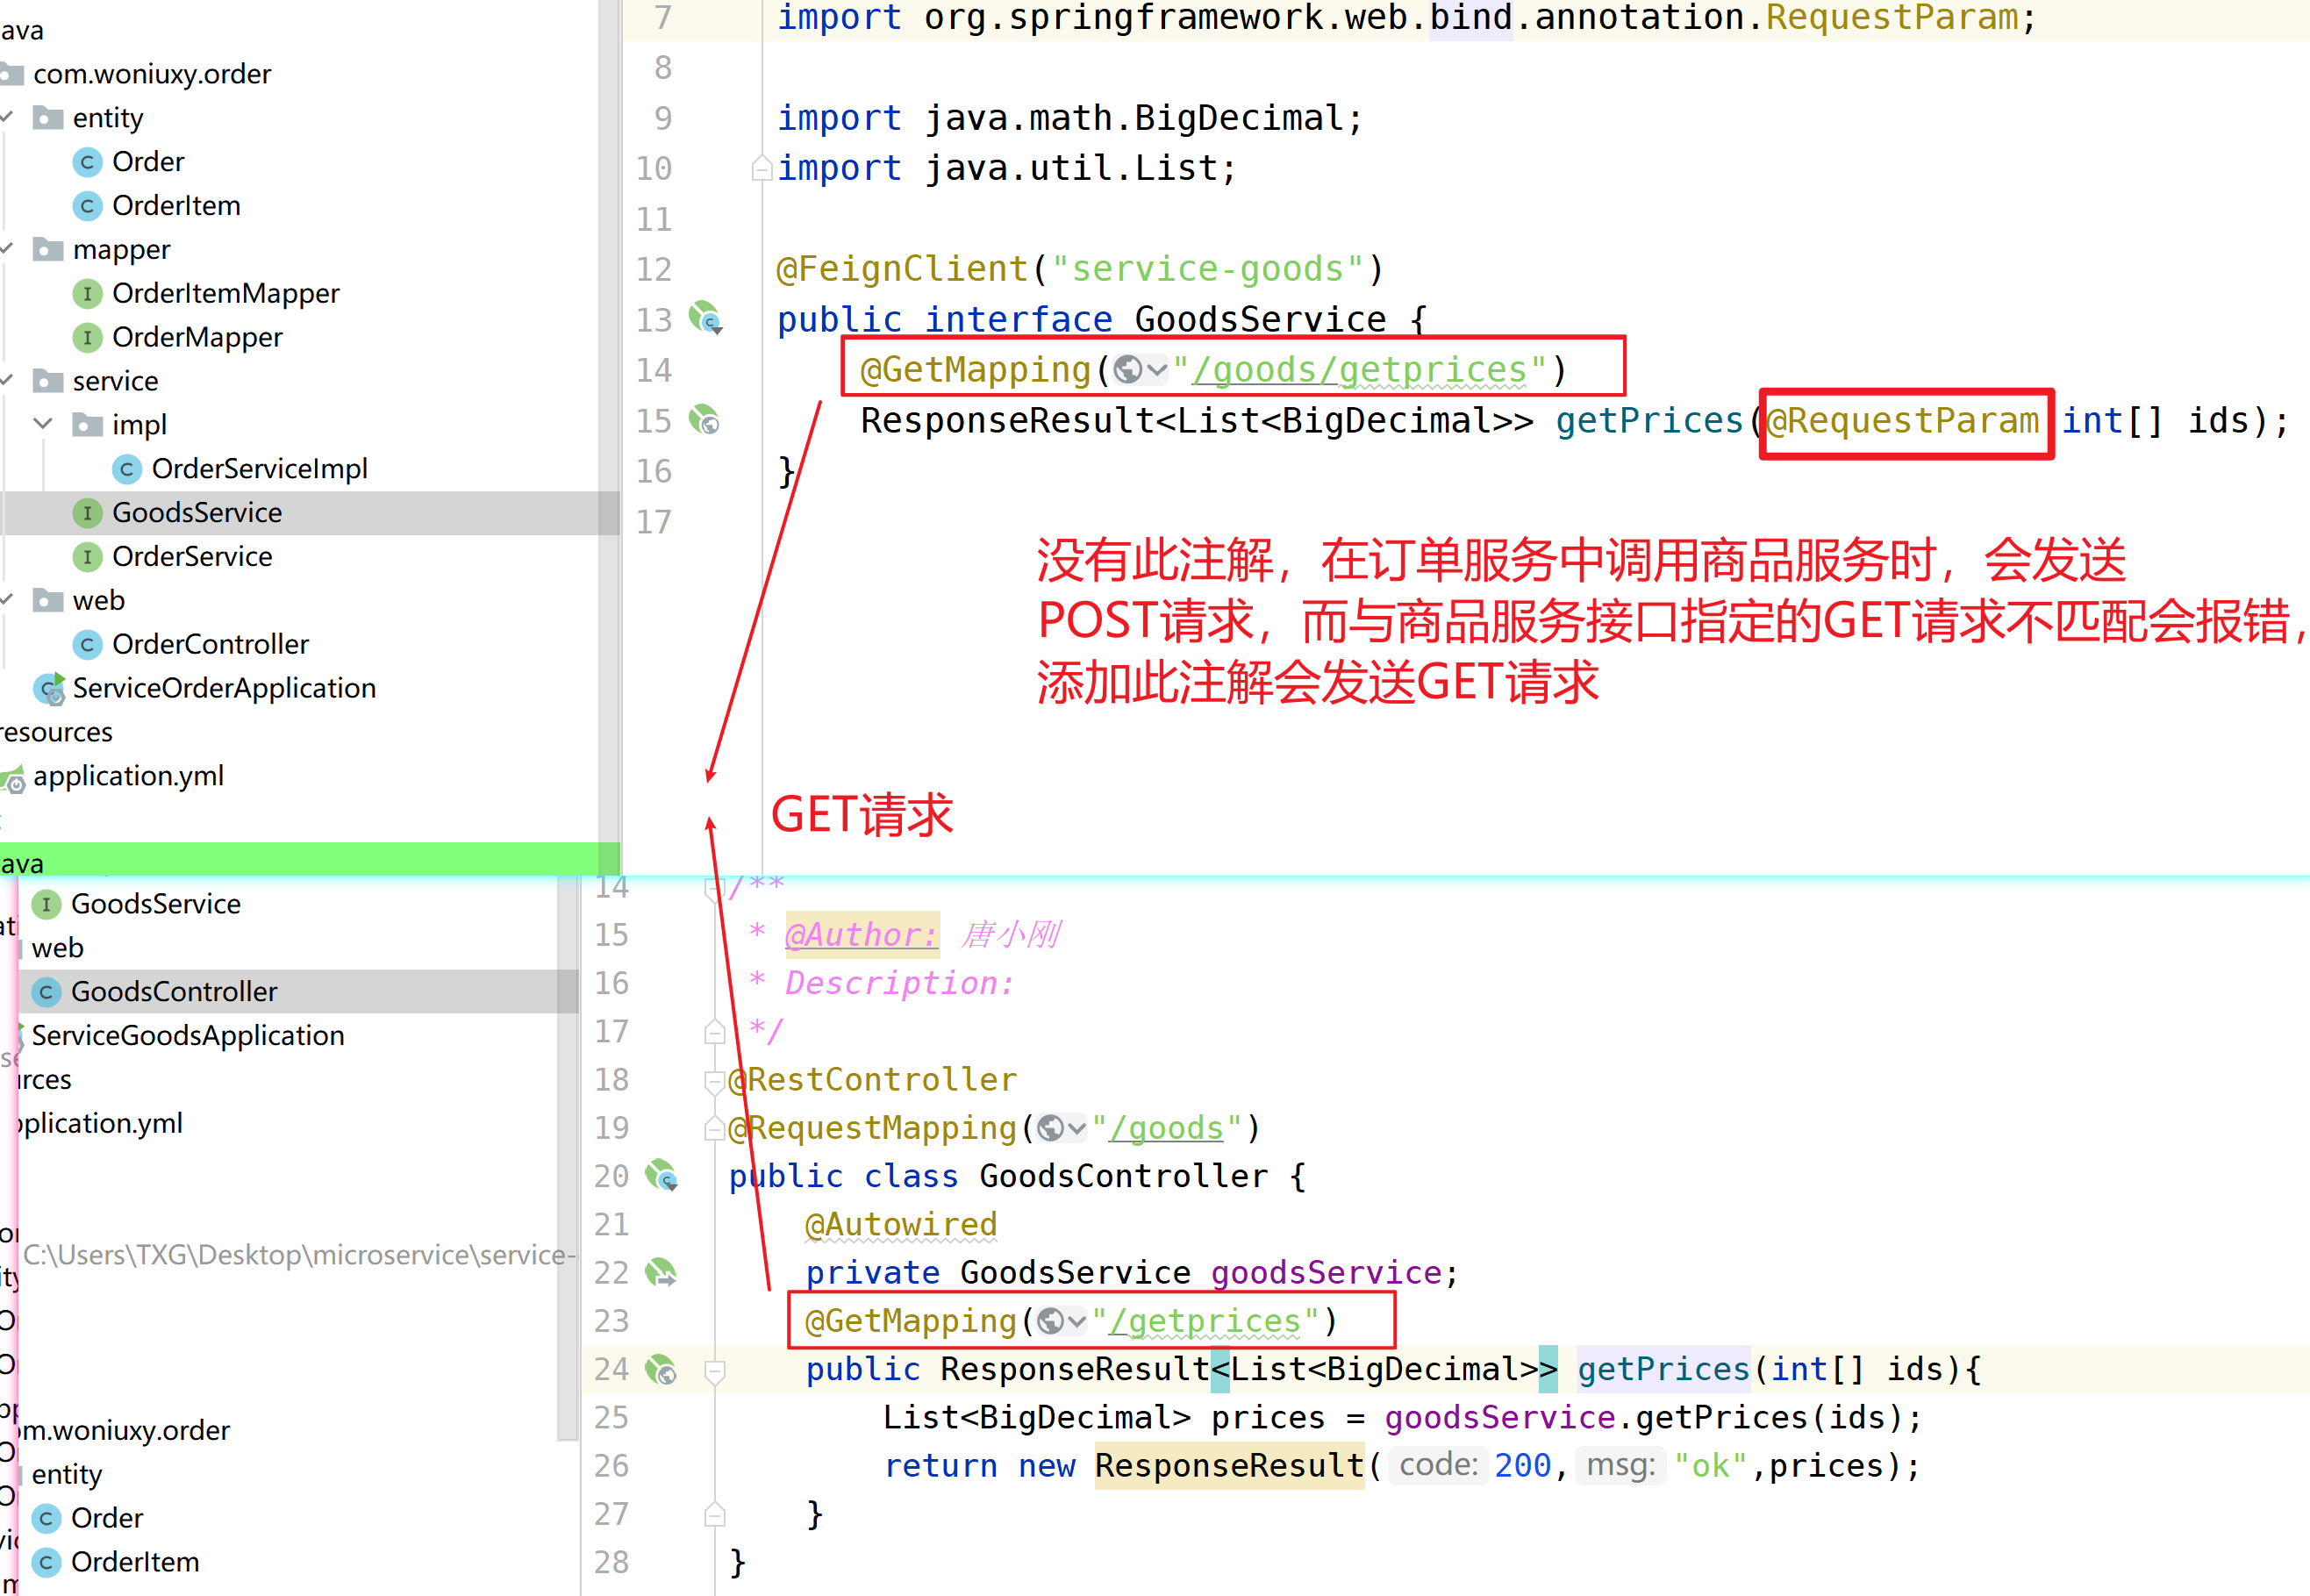 ava
com.woniuxy.order
entity
Order
OrderItem
mapper
OrderItemMapper
OrderMapper
service
impl
OrderServiceImpl
GoodsService
OrderService
web
OrderController
ServiceOrderApplication
resources
application.yml
ava
7 import org.springframework.web.bind.annotation.RequestParam;
8
9 import java.math.BigDecimal;
10 import java.util.List;
11
12 @FeignClient("service-goods")
13 public interface GoodsService {
14 @GetMapping("/goods/getprices")
15 ResponseResult<List<BigDecimal>> getPrices(@RequestParam int[] ids);
16 }
17
没有此注解，在订单服务中调用商品服务时，会发送
POST请求，而与商品服务接口指定的GET请求不匹配会报错，
添加此注解会发送GET请求
GET请求
GoodsService
web
GoodsController
ServiceGoodsApplication
rces
pplication.yml
C:\Users\TXG\Desktop\microservice\service-
m.woniuxy.order
entity
Order
OrderItem
14 /**
15 * @Author: 唐小刚
16 * Description:
17 */
18 @RestController
19 @RequestMapping("/goods")
20 public class GoodsController {
21 @Autowired
22 private GoodsService goodsService;
23 @GetMapping("/getprices")
24 public ResponseResult<List<BigDecimal>> getPrices(int[] ids){
25 List<BigDecimal> prices = goodsService.getPrices(ids);
26 return new ResponseResult( code: 200, msg: "ok",prices);
27 }
28 }